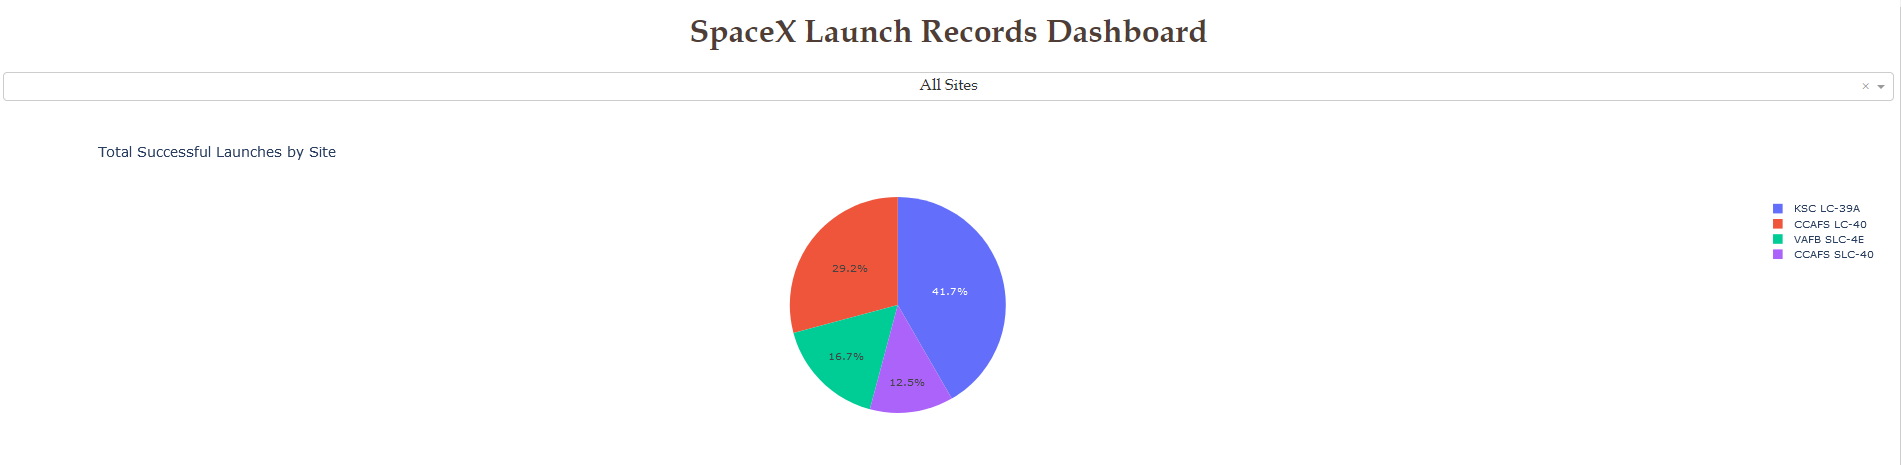 SpaceX Launch Records Dashboard
All Sites
× 
Total Successful Launches by Site
KSC LC-39A
CCAFS LC-40
VAFB SLC-4E
CCAFS SLC-40
29.2%
41.7%
16.7%
12.5%